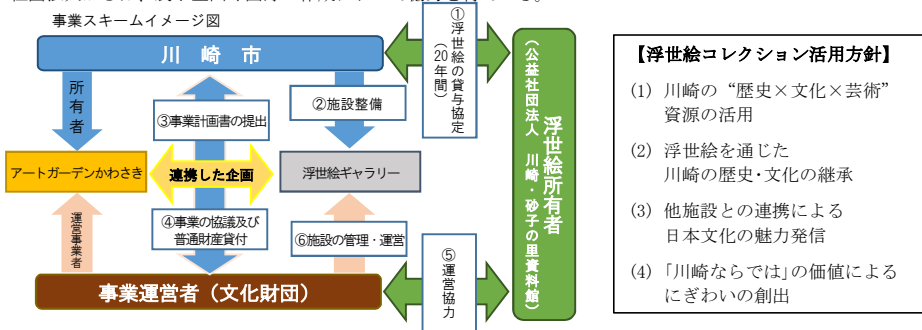 事業スキームイメージ図
川崎市
①浮世絵の貸与協定
(20年間)
(公益社団法人 川崎・砂子の里資料館)
浮世絵所有者
所有者
②施設整備
③事業計画書の提出
アートガーデンかわさき
連携した企画
浮世絵ギャラリー
運営事業者
④事業の協議及び
普通財産貸付
⑥施設の管理・運営
⑤運営協力
事業運営者(文化財団)
【浮世絵コレクション活用方針】
(1) 川崎の“歴史×文化×芸術”
資源の活用
(2) 浮世絵を通じた
川崎の歴史・文化の継承
(3) 他施設との連携による
日本文化の魅力発信
(4) 「川崎ならでは」の価値による
にぎわいの創出